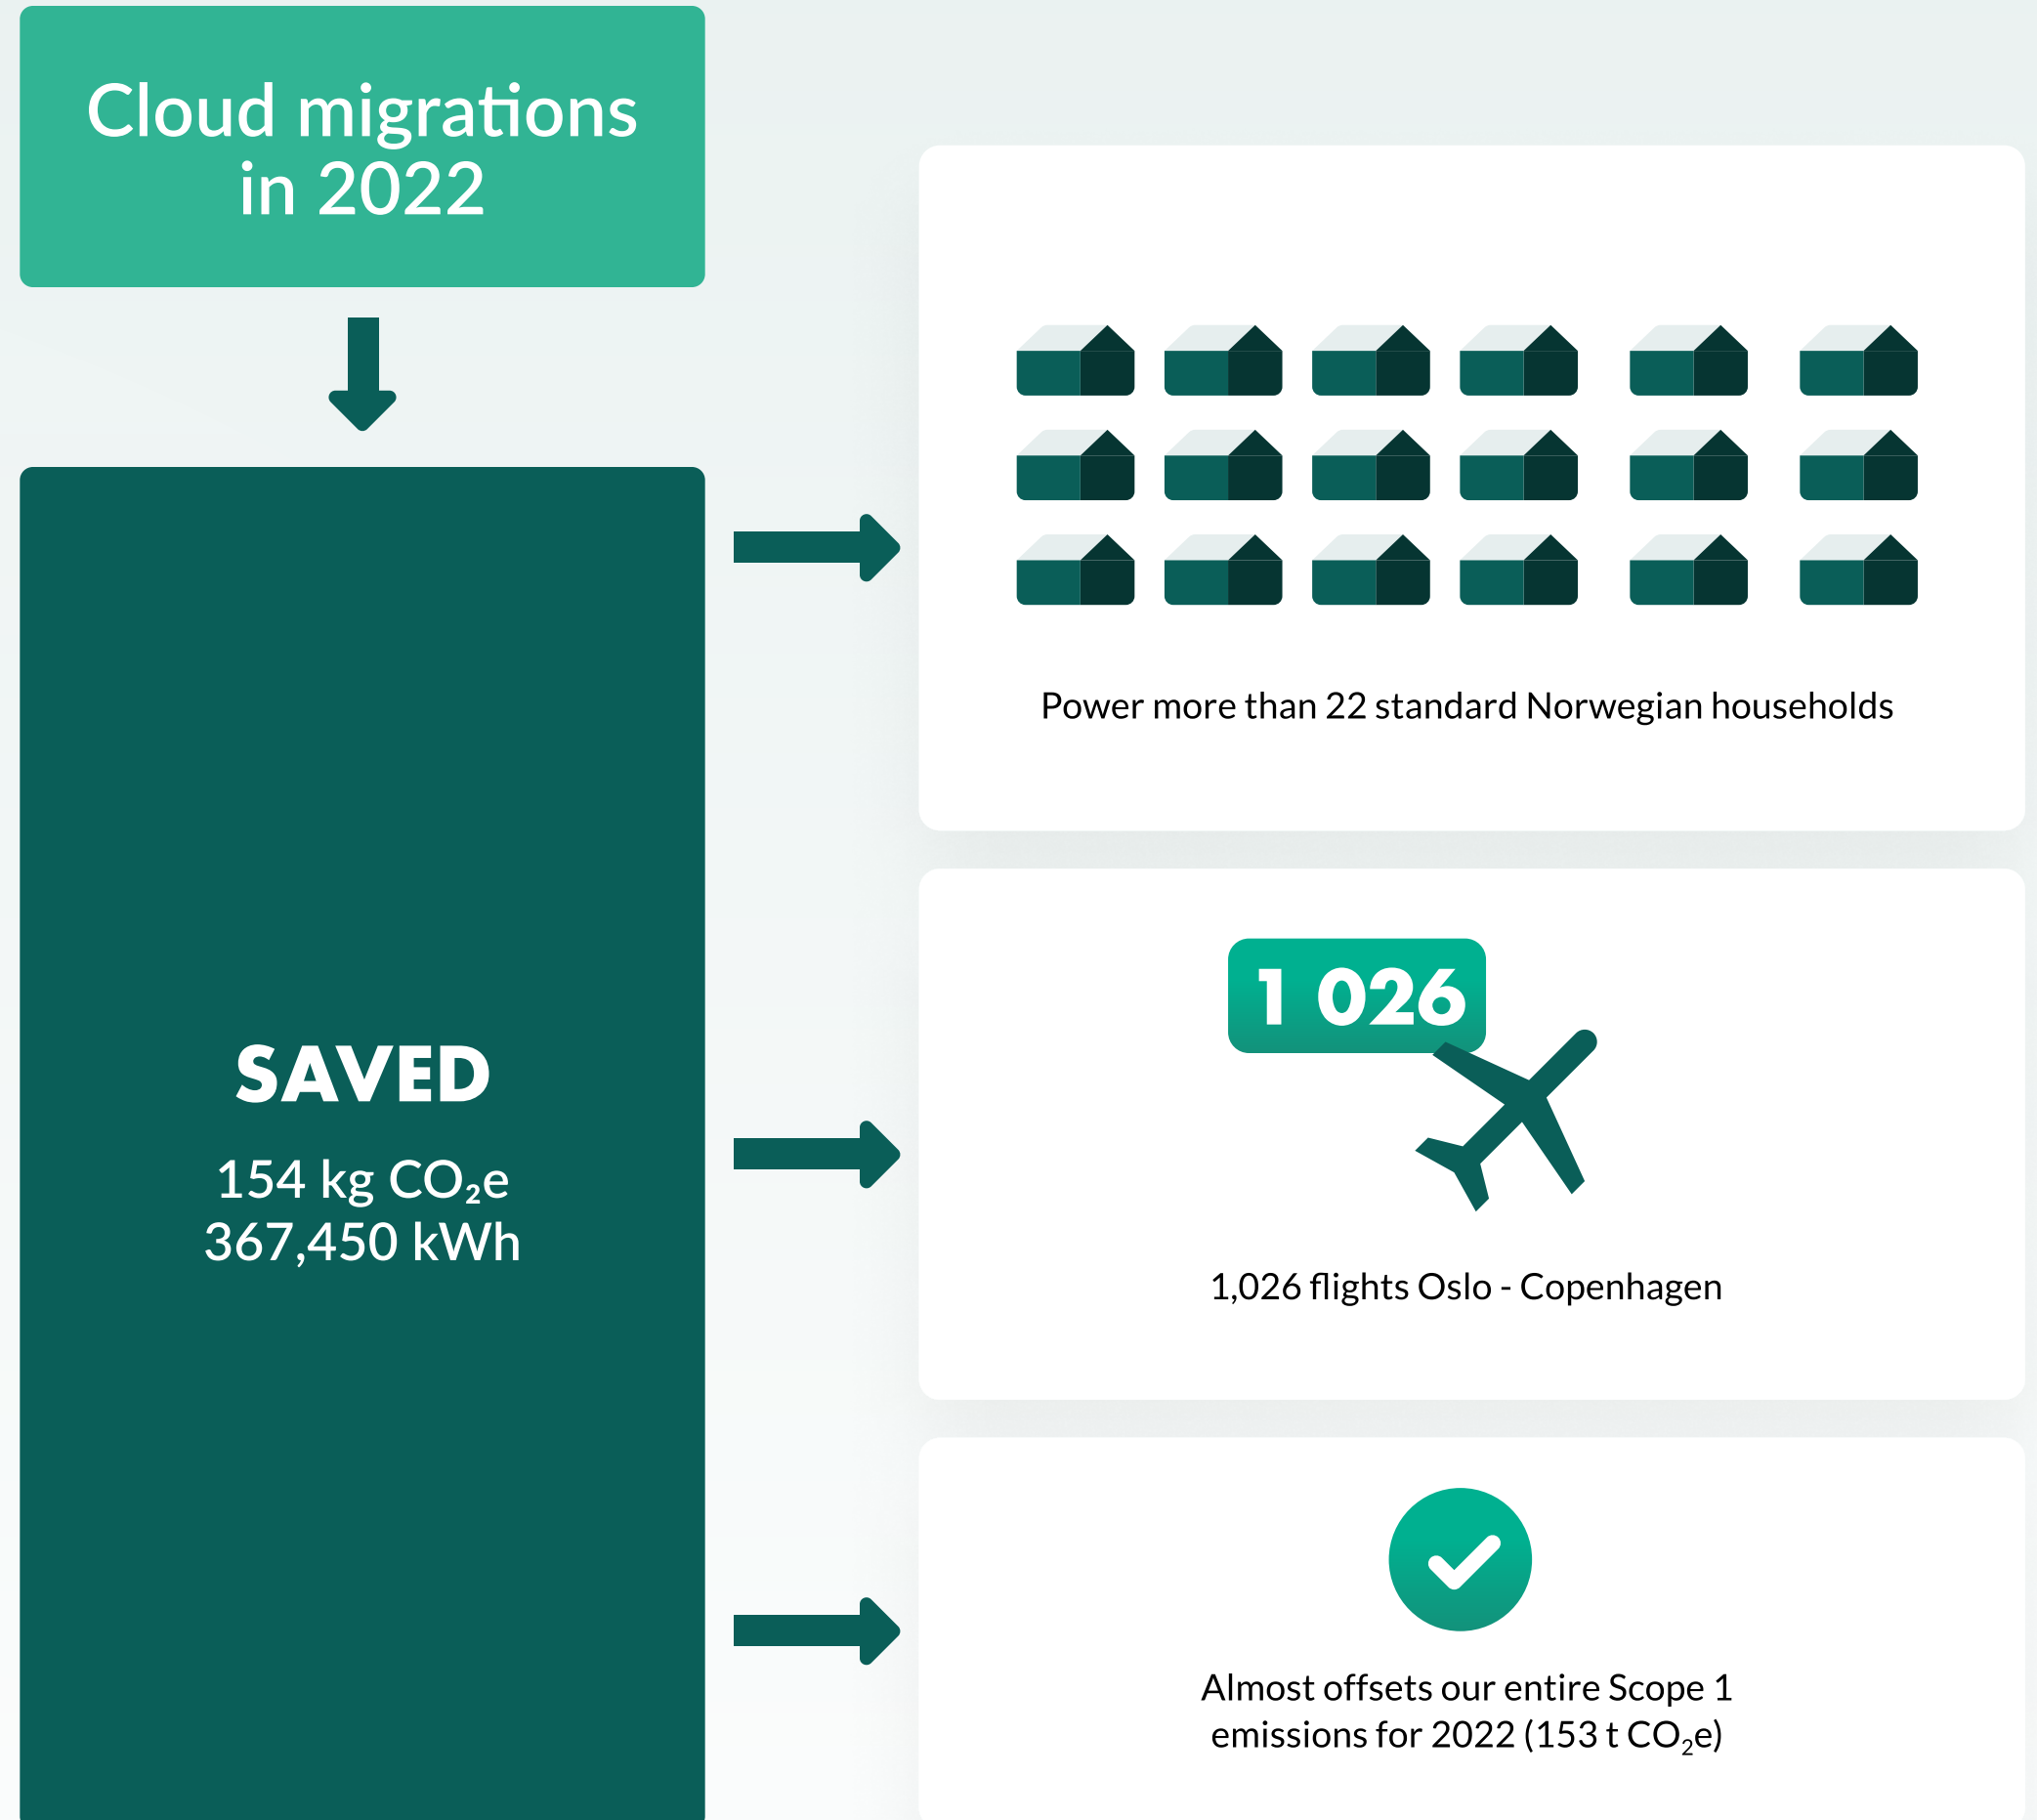 Cloud migrations
in 2022
SAVED
154 kg CO₂e
367,450 kWh
Power more than 22 standard Norwegian households
1 026
1,026 flights Oslo - Copenhagen
Almost offsets our entire Scope 1
emissions for 2022 (153 t CO₂e)